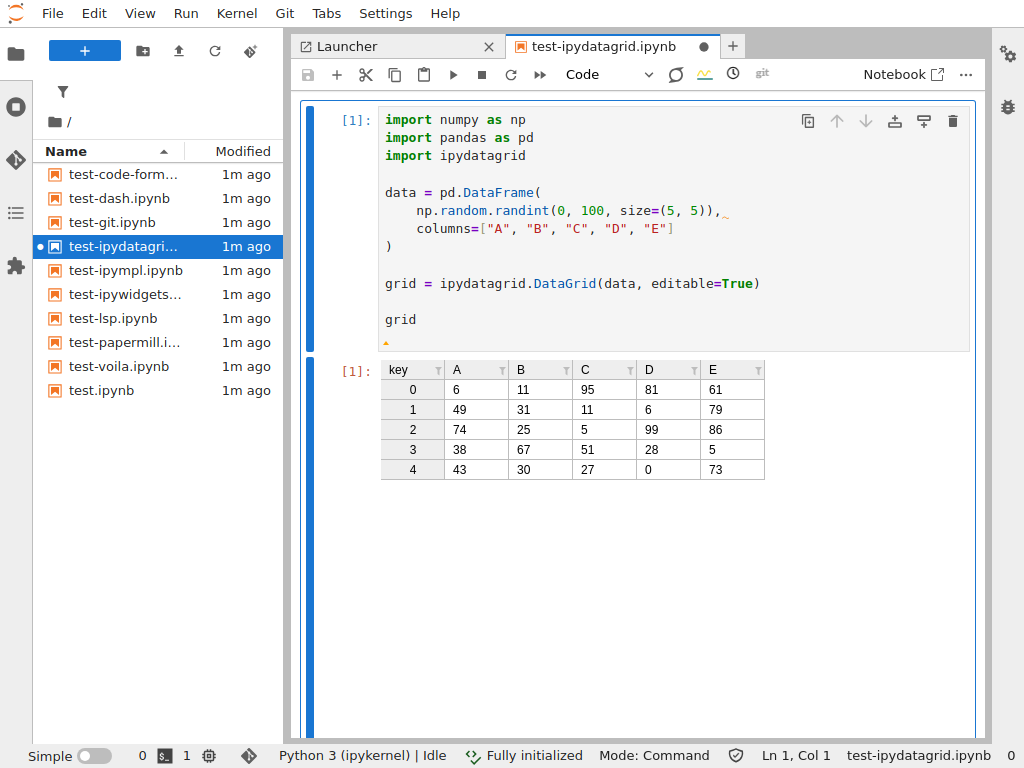 File Edit View Run Kernel Git Tabs Settings Help
Launcher
test-ipydatagrid.ipynb
Code
git
Notebook
/
Name Modified
test-code-form... 1m ago
test-dash.ipynb 1m ago
test-git.ipynb 1m ago
test-ipydatagri... 1m ago
test-ipympl.ipynb 1m ago
test-ipywidgets... 1m ago
test-lsp.ipynb 1m ago
test-papermill.i... 1m ago
test-voila.ipynb 1m ago
test.ipynb 1m ago
[1]:
import numpy as np
import pandas as pd
import ipydatagrid
data = pd.DataFrame(
    np.random.randint(0, 100, size=(5, 5)),
    columns=["A", "B", "C", "D", "E"]
)
grid = ipydatagrid.DataGrid(data, editable=True)
grid
[1]:
key A B C D E
0 6 11 95 81 61
1 49 31 11 6 79
2 74 25 5 99 86
3 38 67 51 28 5
4 43 30 27 0 73
Simple 0 1 Python 3 (ipykernel) | Idle Fully initialized Mode: Command Ln 1, Col 1 test-ipydatagrid.ipynb 0